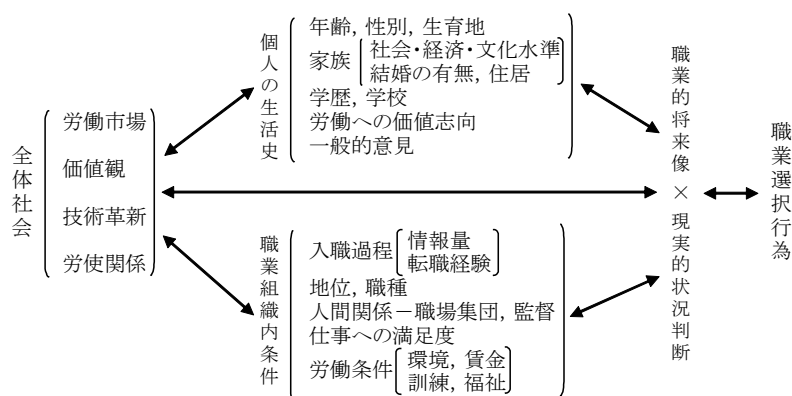 全体社会
労働市場
価値観
技術革新
労使関係
個人の生活史
年齢, 性別, 生育地
家族
社会・経済・文化水準
結婚の有無, 住居
学歴, 学校
労働への価値志向
一般的意見
職業組織内条件
入職過程
情報量
転職経験
地位, 職種
人間関係－職場集団, 監督
仕事への満足度
労働条件
環境, 賃金
訓練, 福祉
職業的将来像×現実的状況判断
職業選択行為